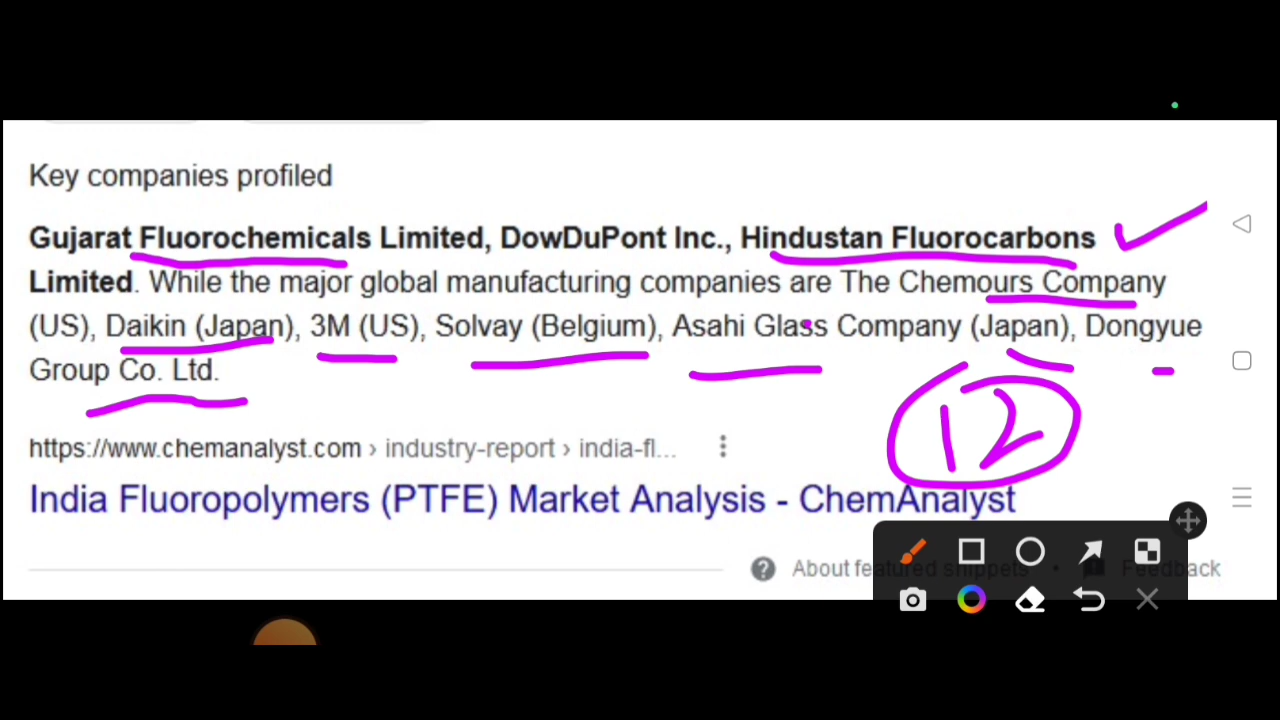 Key companies profiled
Gujarat Fluorochemicals Limited, DowDuPont Inc., Hindustan Fluorocarbons
Limited. While the major global manufacturing companies are The Chemours Company
(US), Daikin (Japan), 3M (US), Solvay (Belgium), Asahi Glass Company (Japan), Dongyue
Group Co. Ltd.
12
https://www.chemanalyst.com › industry-report › india-fl...
India Fluoropolymers (PTFE) Market Analysis - ChemAnalyst
About featured snippets • Feedback